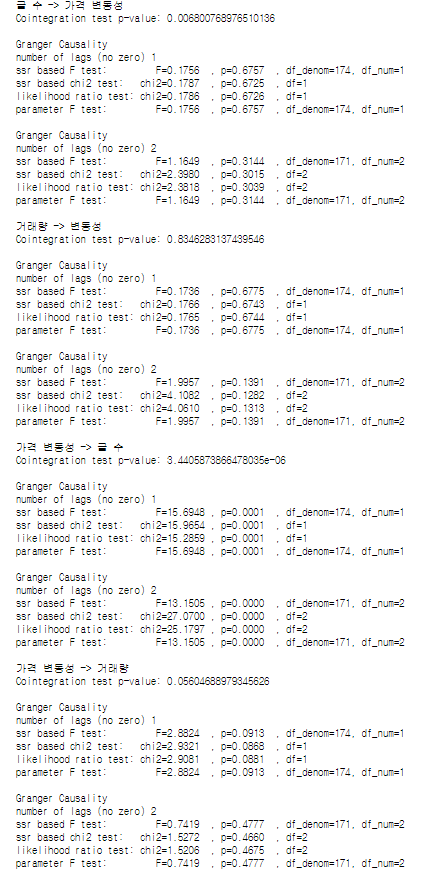 글 수 -> 가격 변동성
Cointegration test p-value: 0.006800768976510136
Granger Causality
number of lags (no zero) 1
ssr based F test:         F=0.1756  , p=0.6757  , df_denom=174, df_num=1
ssr based chi2 test:   chi2=0.1787  , p=0.6725  , df=1
likelihood ratio test: chi2=0.1786  , p=0.6726  , df=1
parameter F test:         F=0.1756  , p=0.6757  , df_denom=174, df_num=1
Granger Causality
number of lags (no zero) 2
ssr based F test:         F=1.1649  , p=0.3144  , df_denom=171, df_num=2
ssr based chi2 test:   chi2=2.3980  , p=0.3015  , df=2
likelihood ratio test: chi2=2.3818  , p=0.3039  , df=2
parameter F test:         F=1.1649  , p=0.3144  , df_denom=171, df_num=2
거래량 -> 변동성
Cointegration test p-value: 0.8346283137439546
Granger Causality
number of lags (no zero) 1
ssr based F test:         F=0.1736  , p=0.6775  , df_denom=174, df_num=1
ssr based chi2 test:   chi2=0.1766  , p=0.6743  , df=1
likelihood ratio test: chi2=0.1765  , p=0.6744  , df=1
parameter F test:         F=0.1736  , p=0.6775  , df_denom=174, df_num=1
Granger Causality
number of lags (no zero) 2
ssr based F test:         F=1.9957  , p=0.1391  , df_denom=171, df_num=2
ssr based chi2 test:   chi2=4.1082  , p=0.1282  , df=2
likelihood ratio test: chi2=4.0610  , p=0.1313  , df=2
parameter F test:         F=1.9957  , p=0.1391  , df_denom=171, df_num=2
가격 변동성 -> 글 수
Cointegration test p-value: 3.4405873866478035e-06
Granger Causality
number of lags (no zero) 1
ssr based F test:         F=15.6948 , p=0.0001  , df_denom=174, df_num=1
ssr based chi2 test:   chi2=15.9654 , p=0.0001  , df=1
likelihood ratio test: chi2=15.2859 , p=0.0001  , df=1
parameter F test:         F=15.6948 , p=0.0001  , df_denom=174, df_num=1
Granger Causality
number of lags (no zero) 2
ssr based F test:         F=13.1505 , p=0.0000  , df_denom=171, df_num=2
ssr based chi2 test:   chi2=27.0700 , p=0.0000  , df=2
likelihood ratio test: chi2=25.1797 , p=0.0000  , df=2
parameter F test:         F=13.1505 , p=0.0000  , df_denom=171, df_num=2
가격 변동성 -> 거래량
Cointegration test p-value: 0.05604688979345626
Granger Causality
number of lags (no zero) 1
ssr based F test:         F=2.8824  , p=0.0913  , df_denom=174, df_num=1
ssr based chi2 test:   chi2=2.9321  , p=0.0868  , df=1
likelihood ratio test: chi2=2.9081  , p=0.0881  , df=1
parameter F test:         F=2.8824  , p=0.0913  , df_denom=174, df_num=1
Granger Causality
number of lags (no zero) 2
ssr based F test:         F=0.7419  , p=0.4777  , df_denom=171, df_num=2
ssr based chi2 test:   chi2=1.5272  , p=0.4660  , df=2
likelihood ratio test: chi2=1.5206  , p=0.4675  , df=2
parameter F test:         F=0.7419  , p=0.4777  , df_denom=171, df_num=2